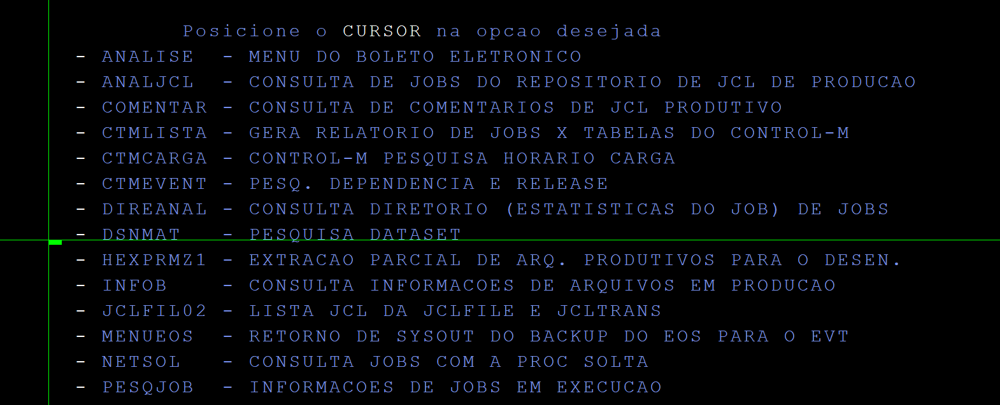 Posicione o CURSOR na opcao desejada
- ANALISE - MENU DO BOLETO ELETRONICO
- ANALJCL - CONSULTA DE JOBS DO REPOSITORIO DE JCL DE PRODUCAO
- COMENTAR - CONSULTA DE COMENTARIOS DE JCL PRODUTIVO
- CTMLISTA - GERA RELATORIO DE JOBS X TABELAS DO CONTROL-M
- CTMCARGA - CONTROL-M PESQUISA HORARIO CARGA
- CTMEVENT - PESQ. DEPENDENCIA E RELEASE
- DIREANAL - CONSULTA DIRETORIO (ESTATISTICAS DO JOB) DE JOBS
- DSNMAT - PESQUISA DATASET
- HEXPRMZ1 - EXTRACAO PARCIAL DE ARQ. PRODUTIVOS PARA O DESEN.
- INFOB - CONSULTA INFORMACOES DE ARQUIVOS EM PRODUCAO
- JCLFIL02 - LISTA JCL DA JCLFILE E JCLTRANS
- MENUEOS - RETORNO DE SYSOUT DO BACKUP DO EOS PARA O EVT
- NETSOL - CONSULTA JOBS COM A PROC SOLTA
- PESQJOB - INFORMACOES DE JOBS EM EXECUCAO